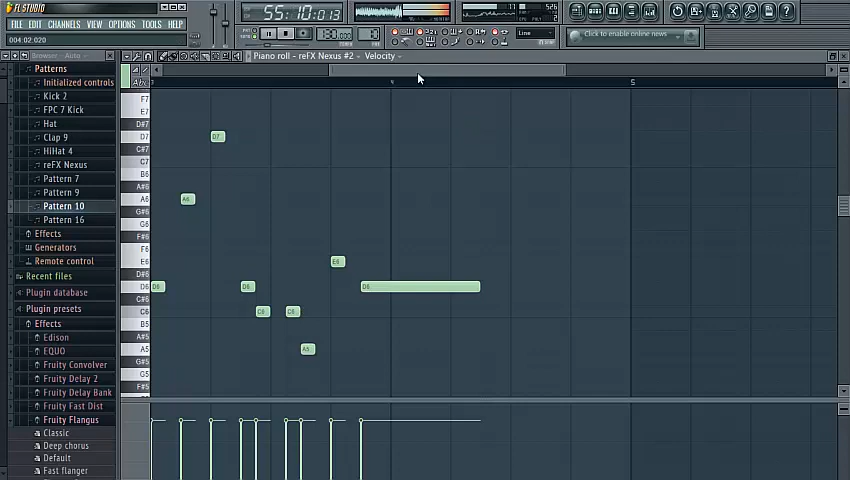 FL STUDIO
55:10:013
FILE EDIT CHANNELS VIEW OPTIONS TOOLS HELP
004:02:020
130.000
Line
Click to enable online news
Browser Auto
Piano roll - reFX Nexus #2 - Velocity
Patterns
Initialized controls
Kick 2
FPC 7 Kick
Hat
Clap 9
HiHat 4
reFX Nexus
Pattern 7
Pattern 9
Pattern 10
Pattern 16
Effects
Generators
Remote control
Recent files
Plugin database
Plugin presets
Effects
Edison
EQUO
Fruity Convolver
Fruity Delay 2
Fruity Delay Bank
Fruity Fast Dist
Fruity Flangus
Classic
Deep chorus
Default
Fast flanger
Abc
4
5
F7
E7
D#7
D7
C#7
C7
B6
A#6
A6
G#6
G6
F#6
F6
E6
D#6
D6
C#6
C6
B5
A#5
A5
G#5
G5
F#5
D7
A6
E6
D6
D6
D6
C6
C6
A5